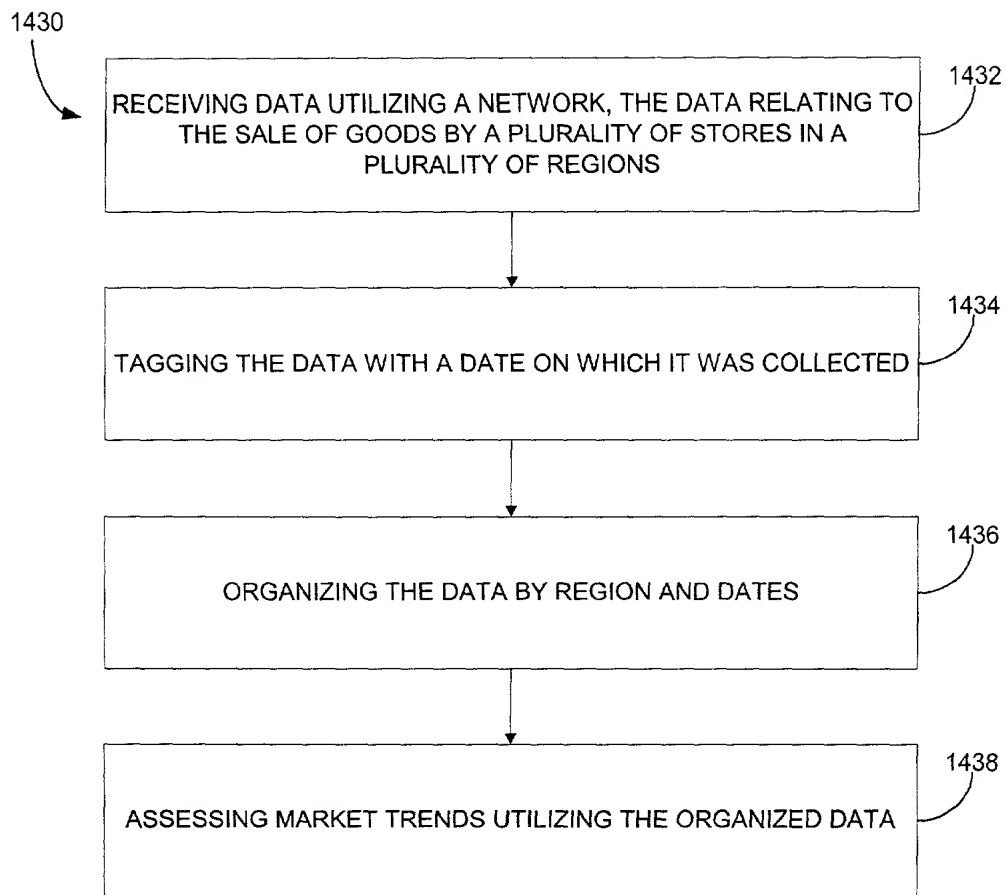 1430
1432
RECEIVING DATA UTILIZING A NETWORK, THE DATA RELATING TO
THE SALE OF GOODS BY A PLURALITY OF STORES IN A
PLURALITY OF REGIONS
1434
TAGGING THE DATA WITH A DATE ON WHICH IT WAS COLLECTED
1436
ORGANIZING THE DATA BY REGION AND DATES
1438
ASSESSING MARKET TRENDS UTILIZING THE ORGANIZED DATA